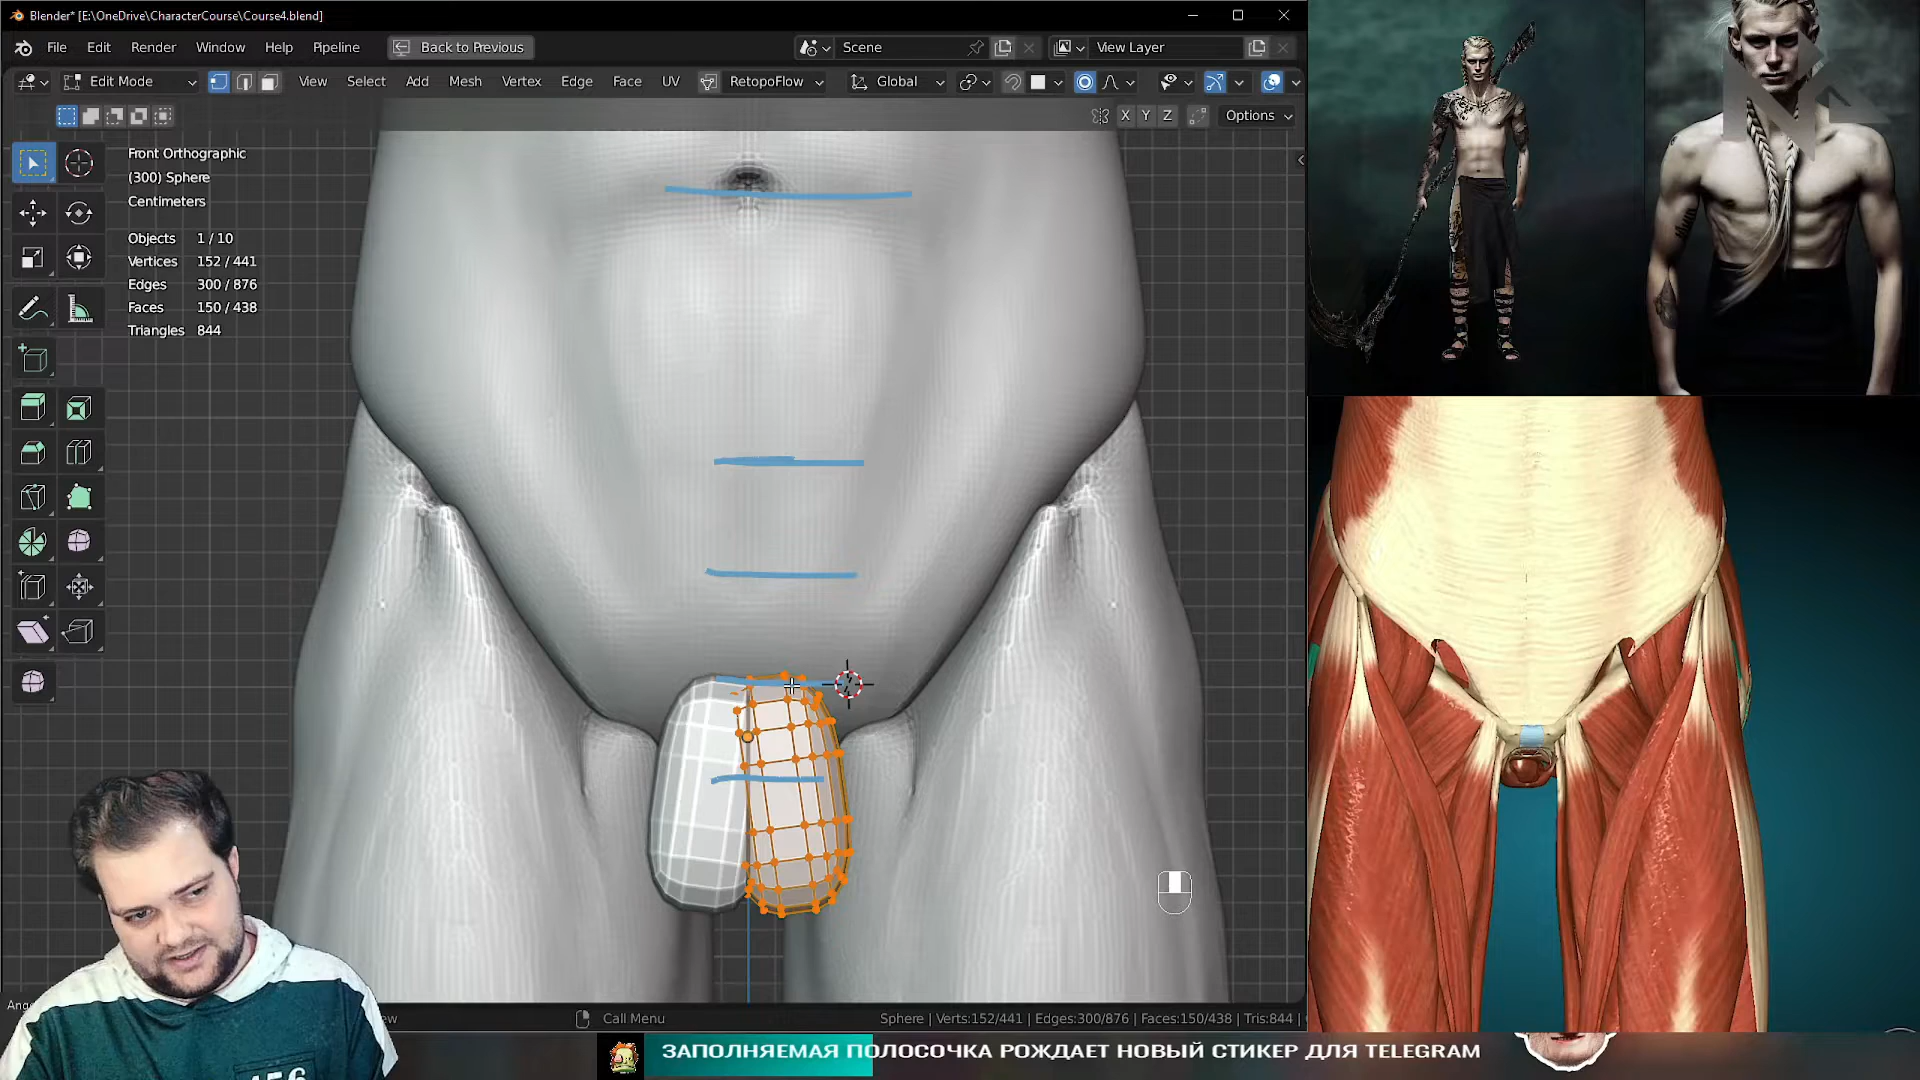 Blender* [E:\OneDrive\CharacterCourse\Course4.blend]
File Edit Render Window Help Pipeline Back to Previous Scene View Layer
Edit Mode View Select Add Mesh Vertex Edge Face UV RetopoFlow Global
X Y Z Options
Front Orthographic
(300) Sphere
Centimeters
Objects 1 / 10
Vertices 152 / 441
Edges 300 / 876
Faces 150 / 438
Triangles 844
Call Menu
Sphere | Verts:152/441 | Edges:300/876 | Faces:150/438 | Tris:844 |
ЗАПОЛНЯЕМАЯ ПОЛОСОЧКА РОЖДАЕТ НОВЫЙ СТИКЕР ДЛЯ TELEGRAM